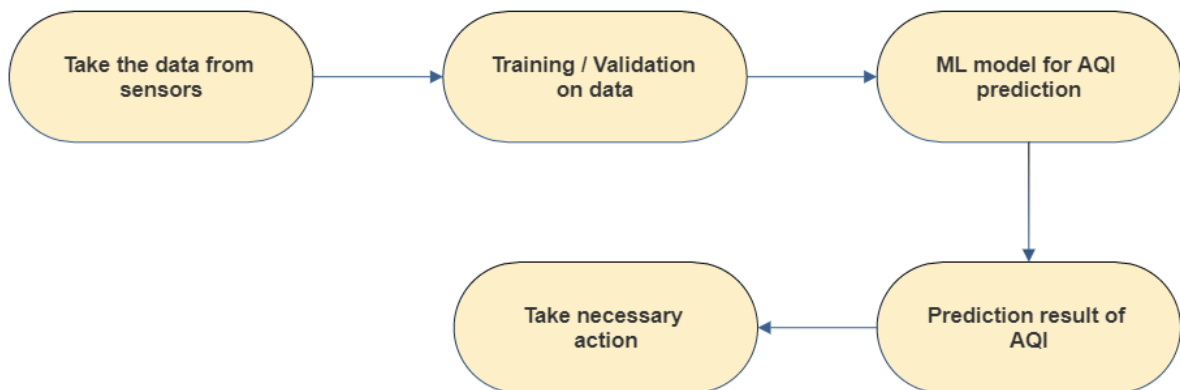 Take the data from
sensors
Training / Validation
on data
ML model for AQI
prediction
Prediction result of
AQI
Take necessary
action